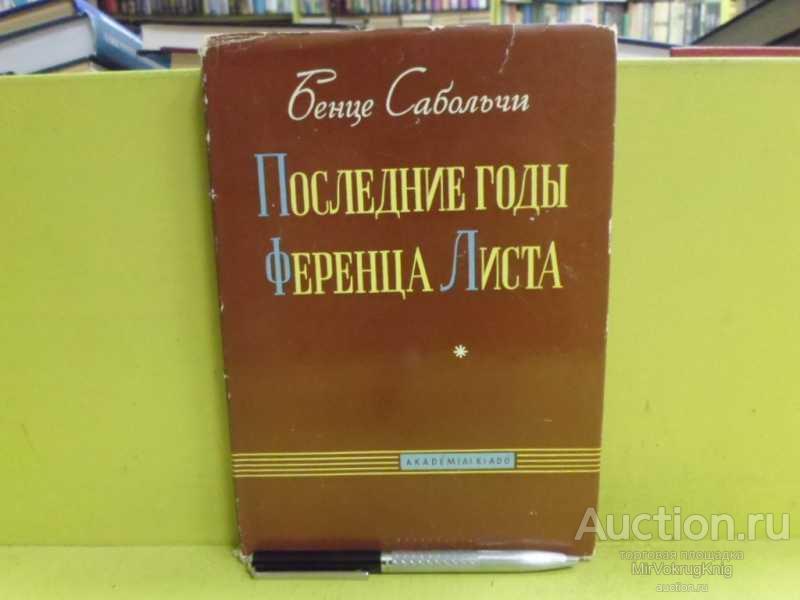 Бенце Сабольчи
ПОСЛЕДНИЕ ГОДЫ
ФЕРЕНЦА ЛИСТА
*
AKADÉMIAI KIADÓ
Auction.ru
торговая площадка
MirVokrugKnig
auction.ru